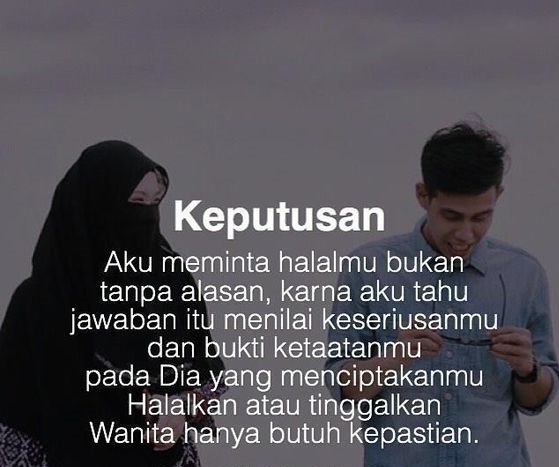 Keputusan
Aku meminta halalmu bukan
tanpa alasan, karna aku tahu
jawaban itu menilai keseriusanmu
dan bukti ketaatanmu
pada Dia yang menciptakanmu
Halalkan atau tinggalkan
Wanita hanya butuh kepastian.